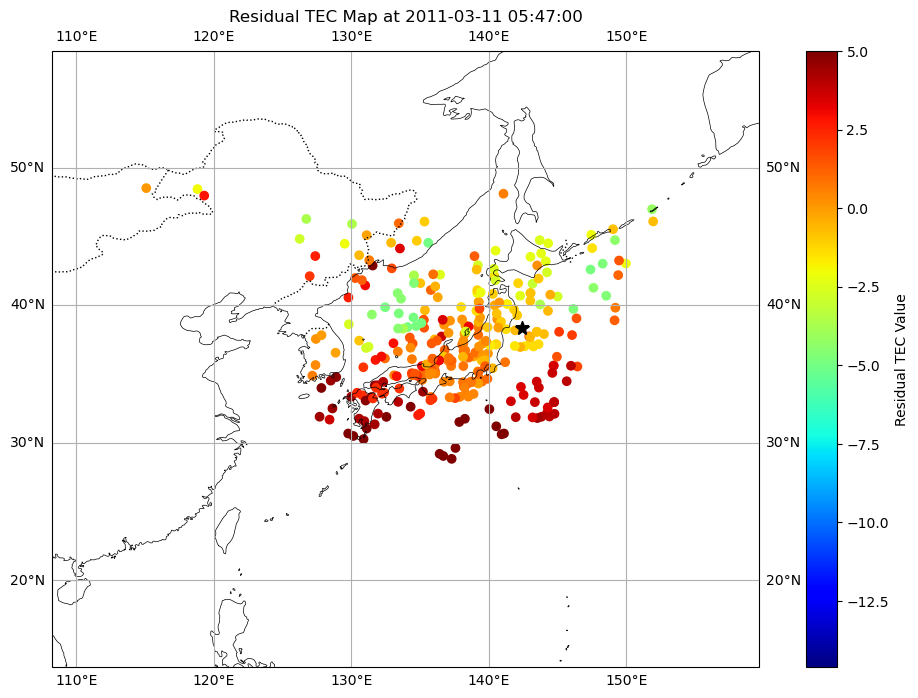 Residual TEC Map at 2011-03-11 05:47:00
110°E 120°E 130°E 140°E 150°E
50°N 50°N
40°N 40°N
30°N 30°N
20°N 20°N
110°E 120°E 130°E 140°E 150°E
5.0
2.5
0.0
−2.5
−5.0
−7.5
−10.0
−12.5
Residual TEC Value